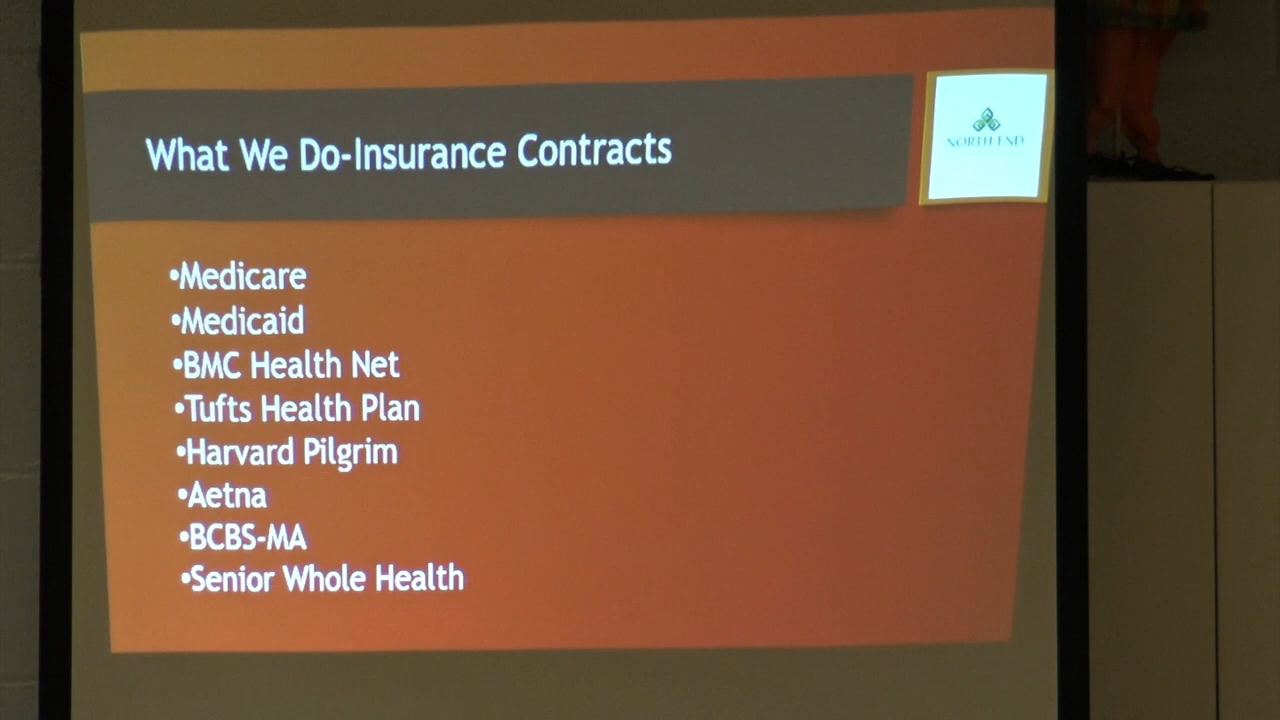 What We Do-Insurance Contracts
NORTH END
•Medicare
•Medicaid
•BMC Health Net
•Tufts Health Plan
•Harvard Pilgrim
•Aetna
•BCBS-MA
•Senior Whole Health